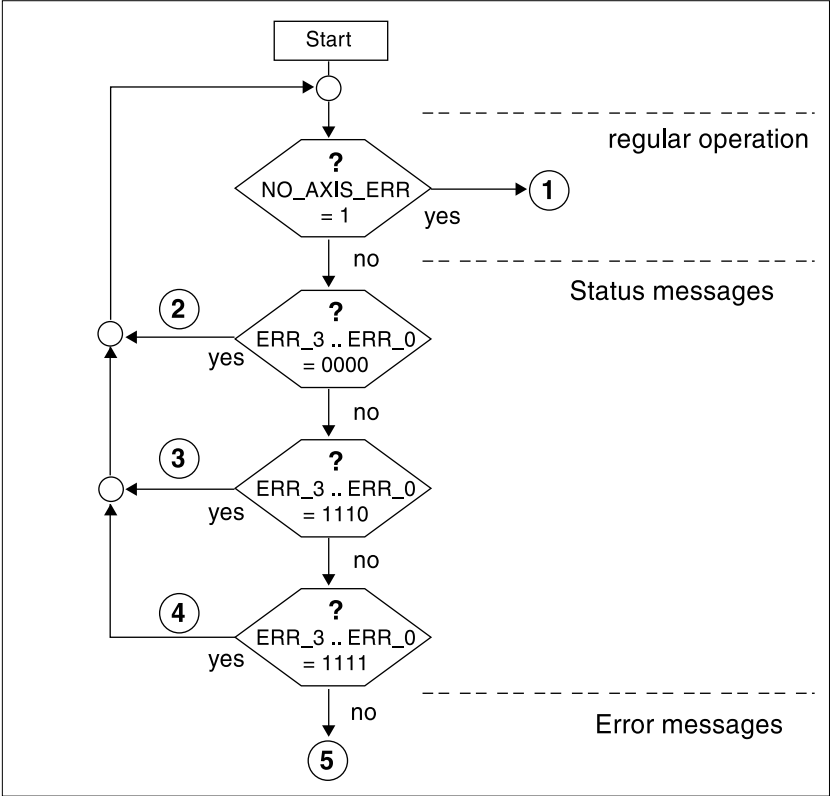 Start
regular operation
?
NO_AXIS_ERR
= 1
yes
1
no
Status messages
2
?
ERR_3 .. ERR_0
= 0000
yes
no
3
?
ERR_3 .. ERR_0
= 1110
yes
no
4
?
ERR_3 .. ERR_0
= 1111
yes
no
Error messages
5